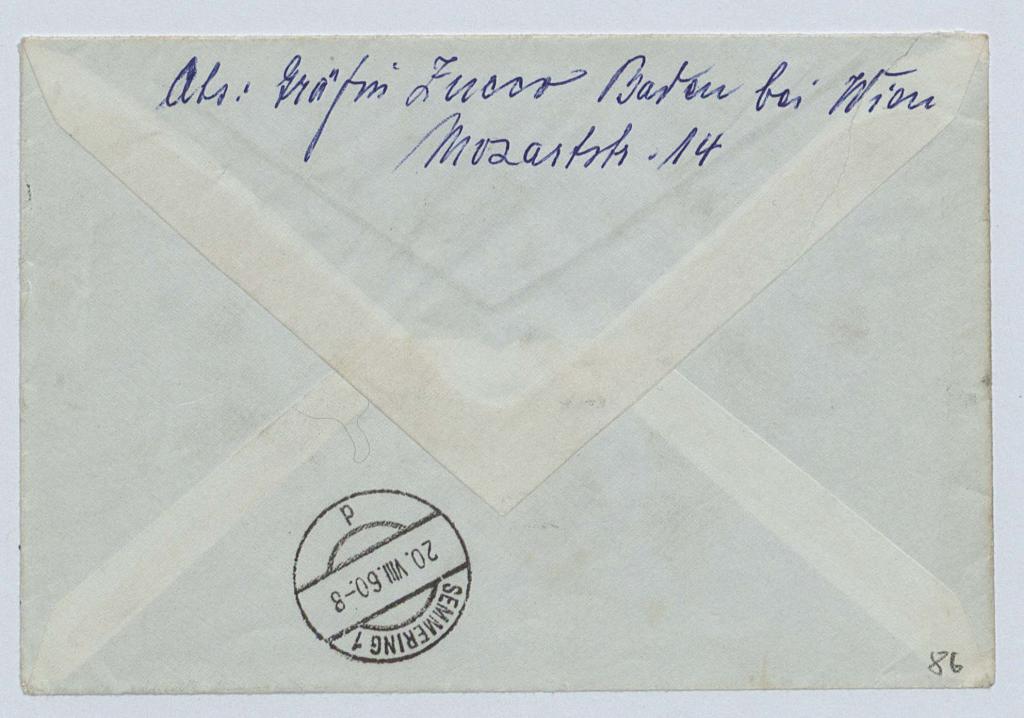 Abs: Gräfin Zucco Baden bei Wien
Mozartstr. 14
SEMMERING 1
20. VIII. 60-8
p
86